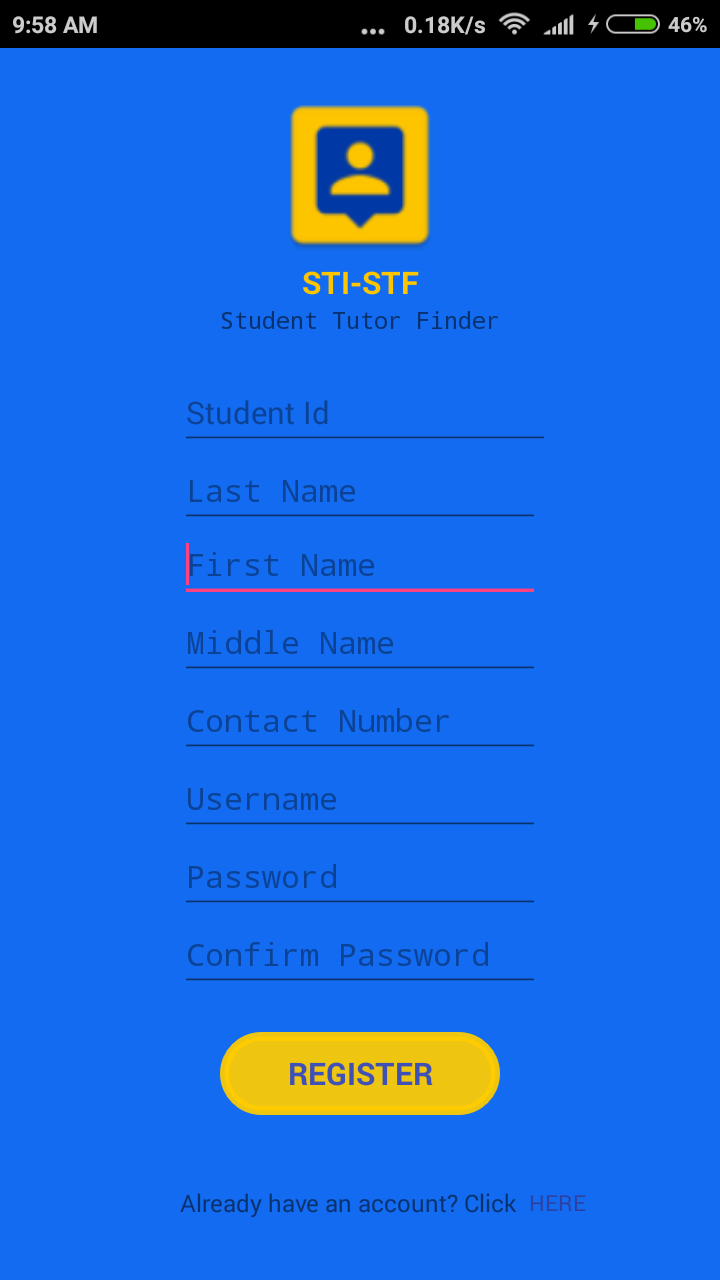 9:58 AM ... 0.18K/s 46%
STI-STF
Student Tutor Finder
Student Id
Last Name
First Name
Middle Name
Contact Number
Username
Password
Confirm Password
REGISTER
Already have an account? Click HERE